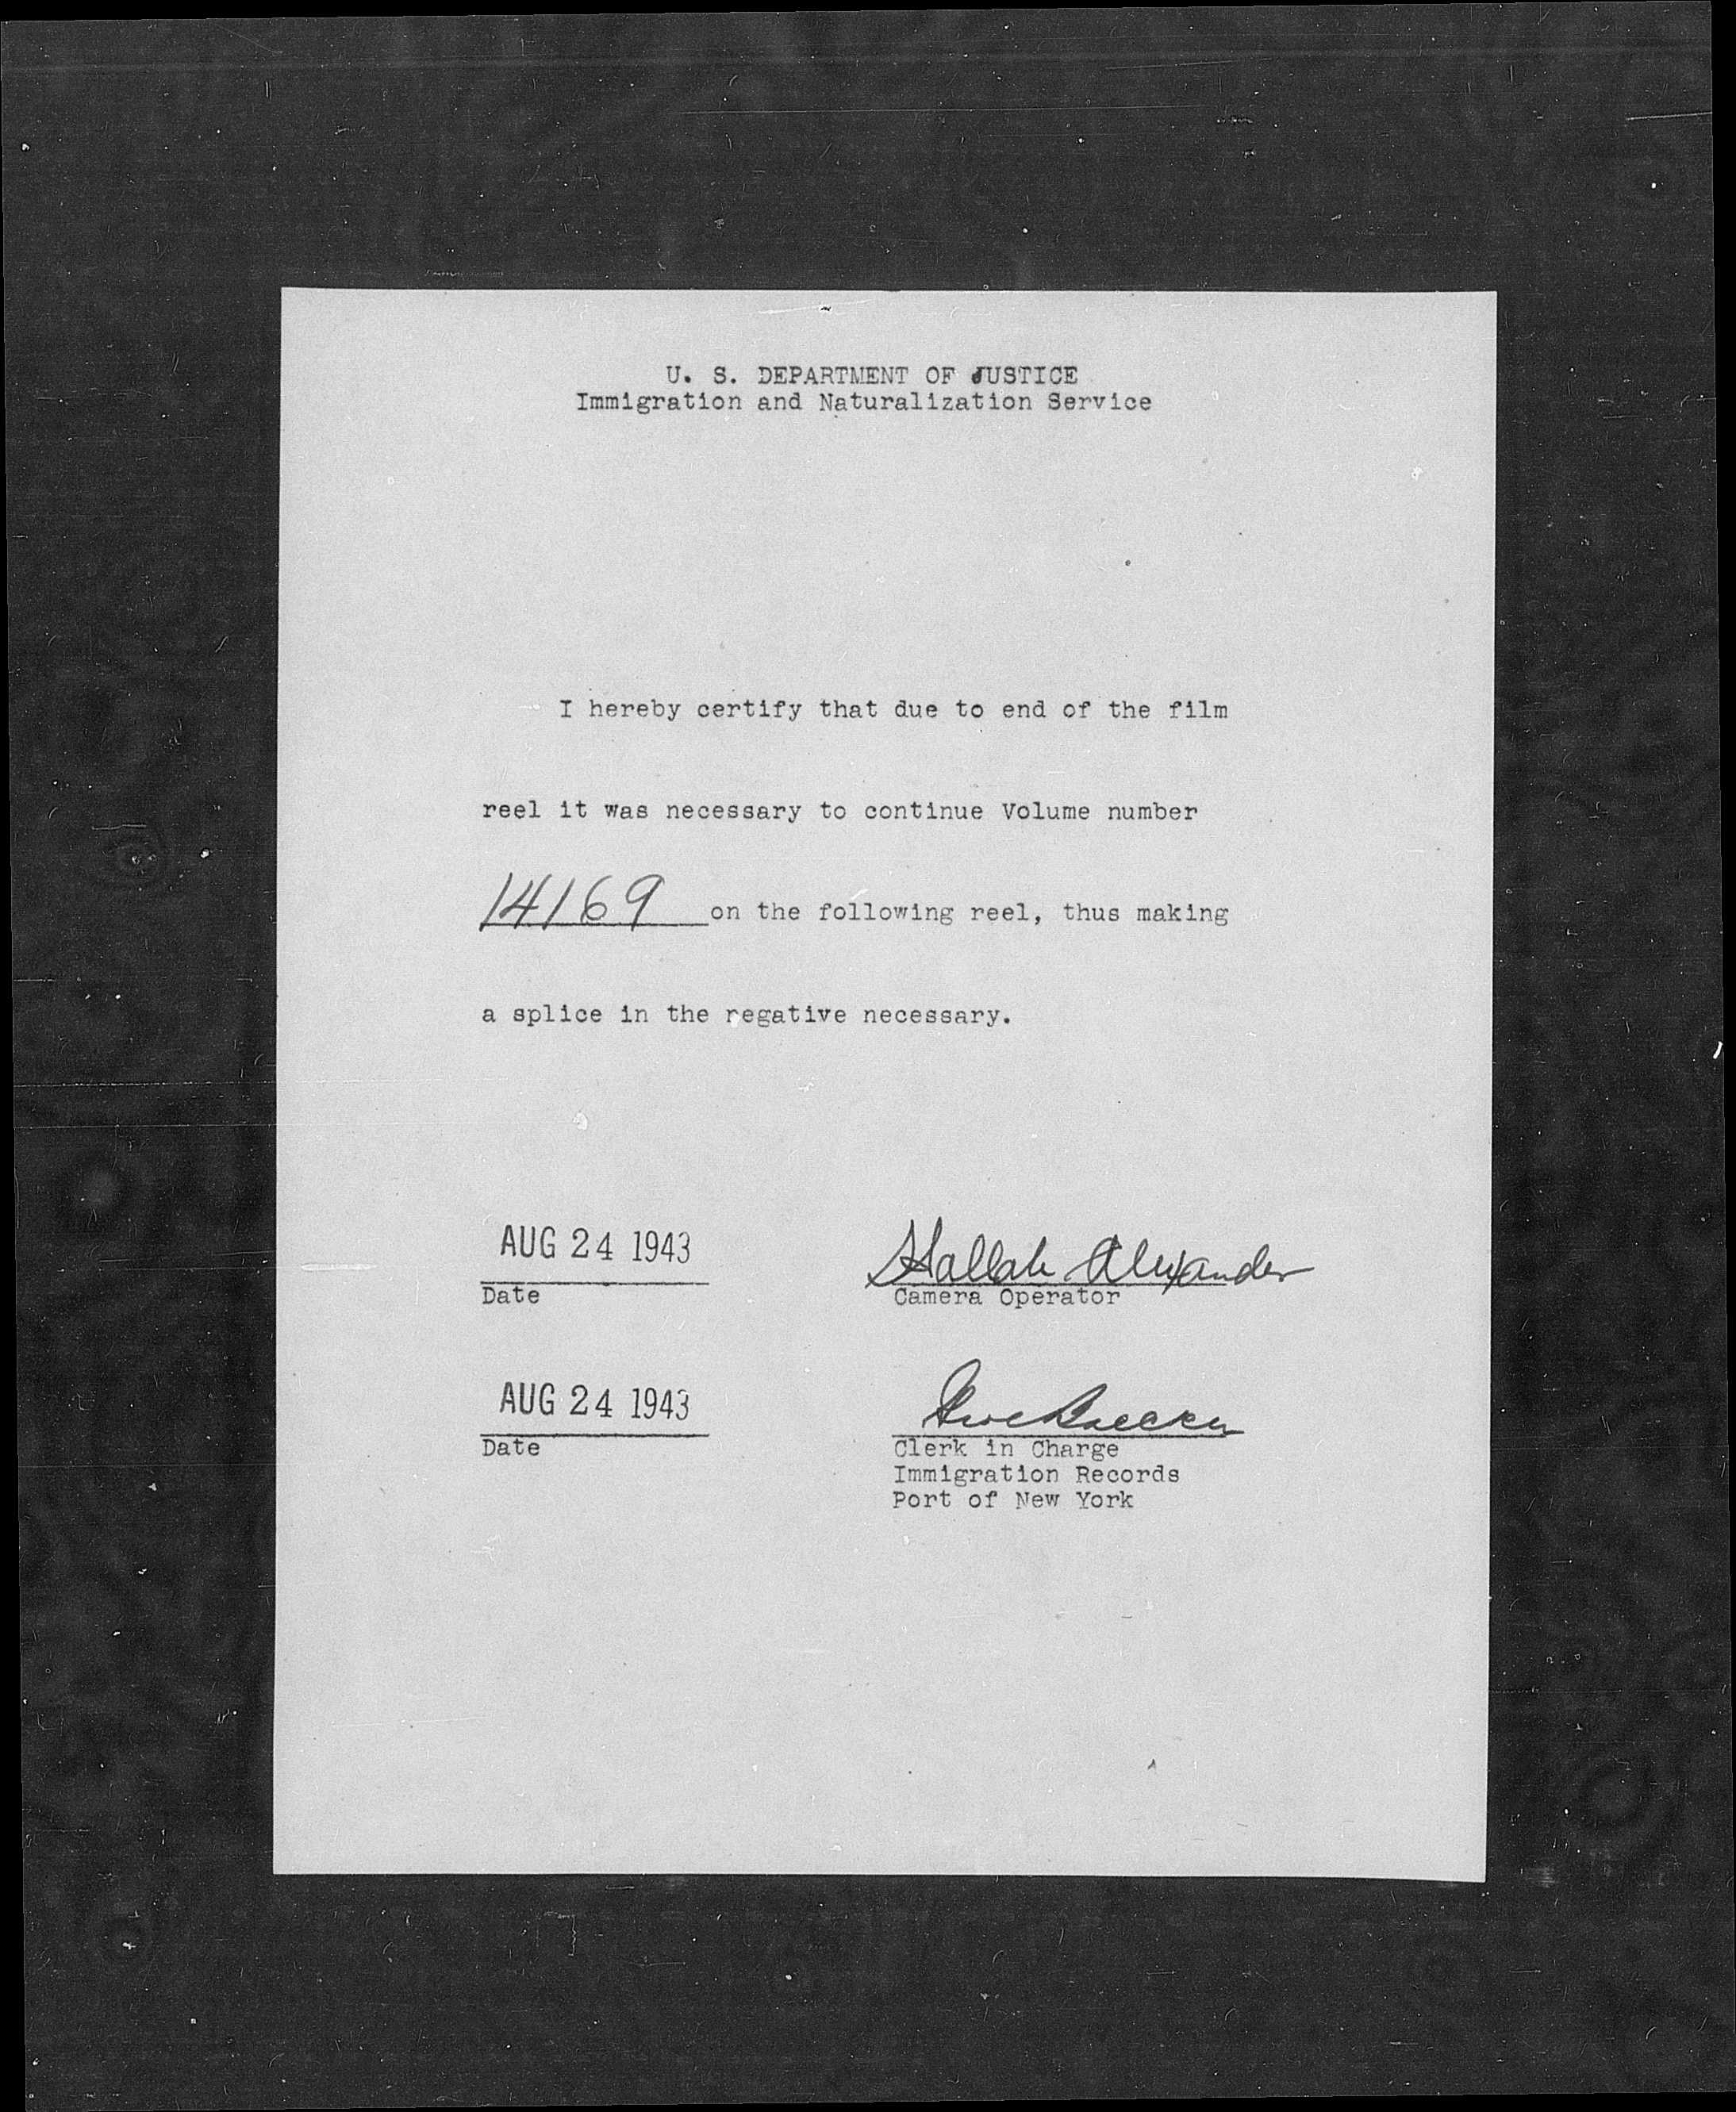 U. S. DEPARTMENT OF JUSTICE
Immigration and Naturalization Service
I hereby certify that due to end of the film
reel it was necessary to continue Volume number
14169 on the following reel, thus making
a splice in the negative necessary.
AUG 24 1943
Date
Alexander
Camera Operator
AUG 24 1943
Date
Clerk in Charge
Immigration Records
Port of New York